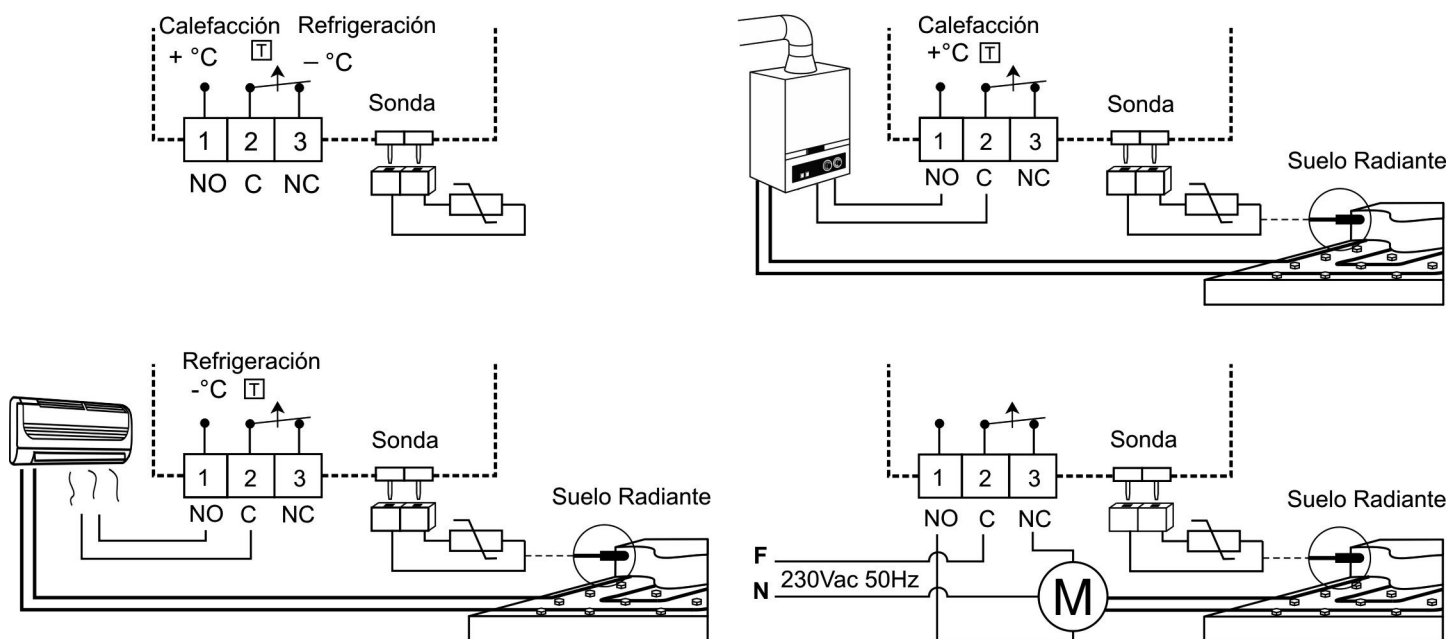 Calefacción Refrigeración
+ °C T – °C
Sonda
1 2 3
NO C NC
Calefacción
+°C T
Sonda
1 2 3
NO C NC
Suelo Radiante
Refrigeración
-°C T
Sonda
1 2 3
NO C NC
Suelo Radiante
Sonda
1 2 3
NO C NC
Suelo Radiante
F
N 230Vac 50Hz
M